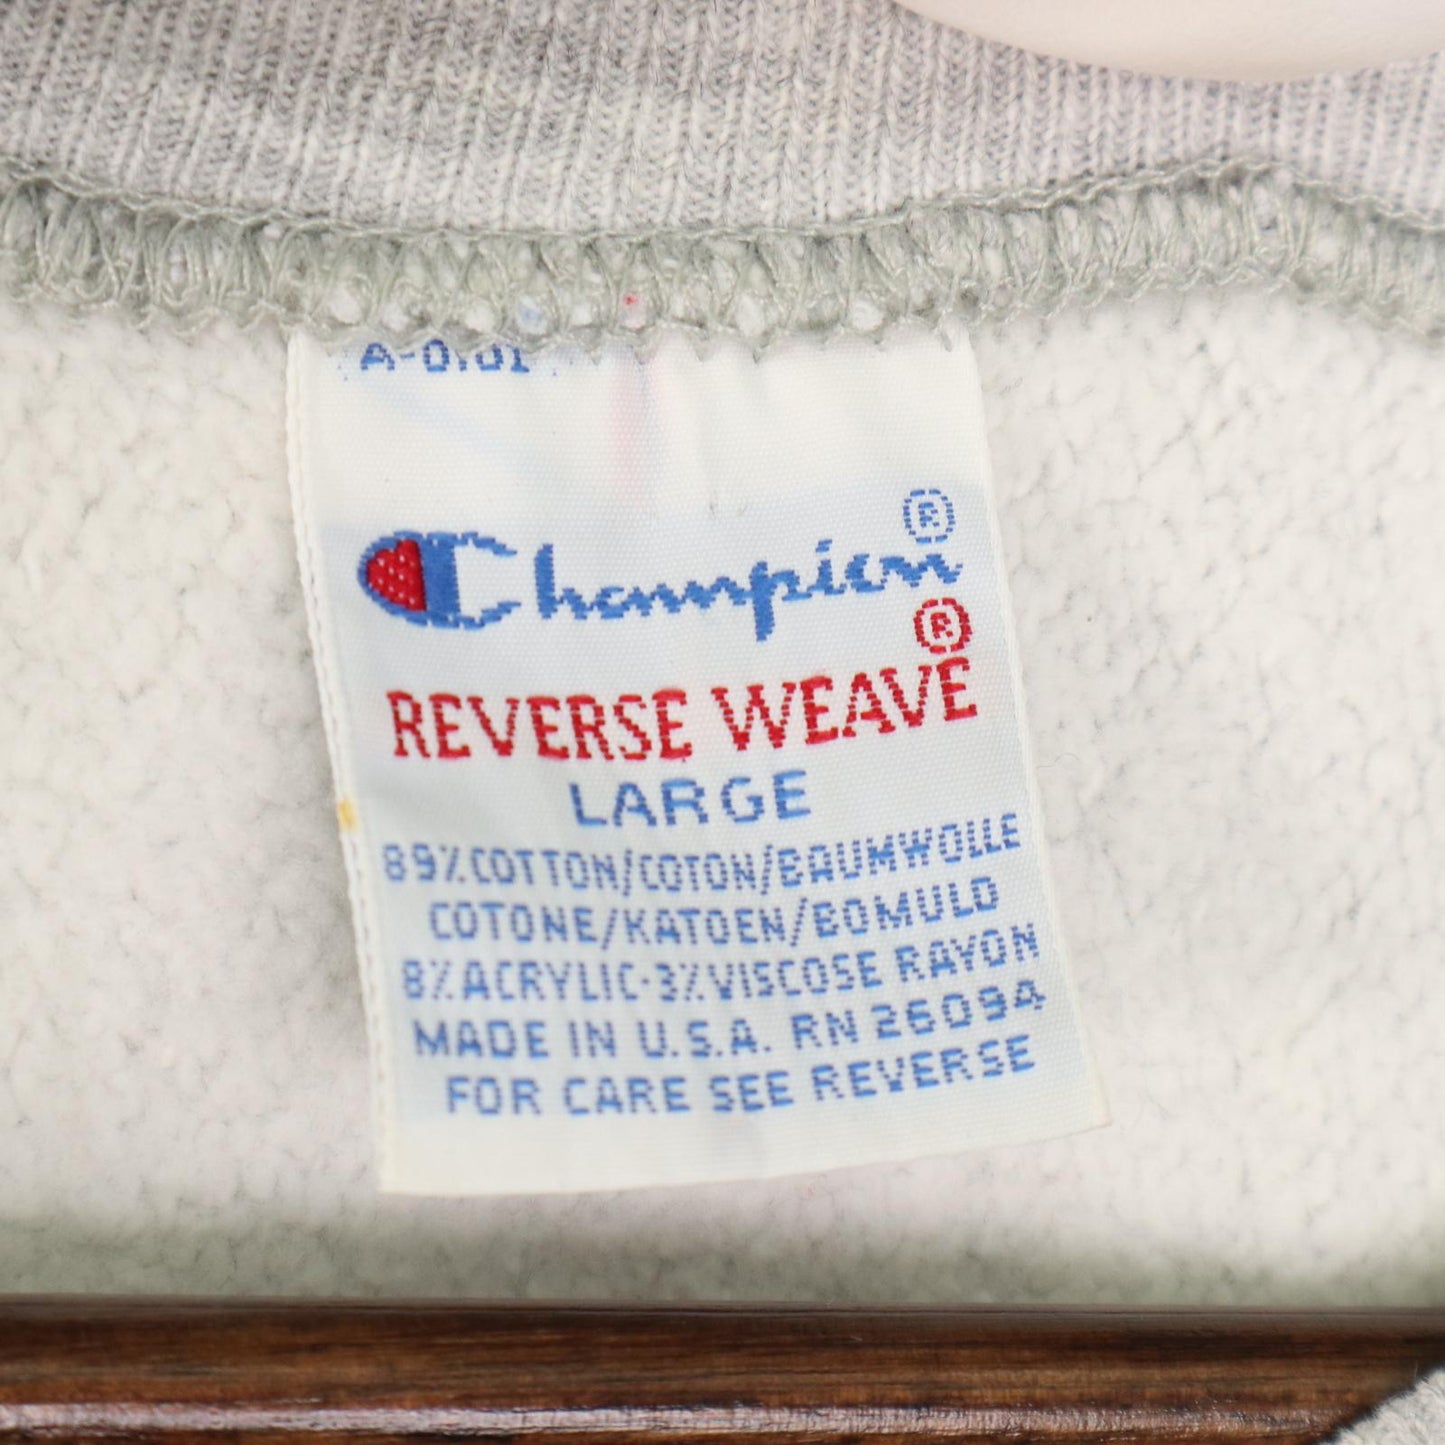 Champion®
REVERSE WEAVE®
LARGE
89% COTTON/COTON/BAUMWOLLE
COTONE/KATOEN/BOMULD
8% ACRYLIC-3% VISCOSE RAYON
MADE IN U.S.A. RN 26094
FOR CARE SEE REVERSE